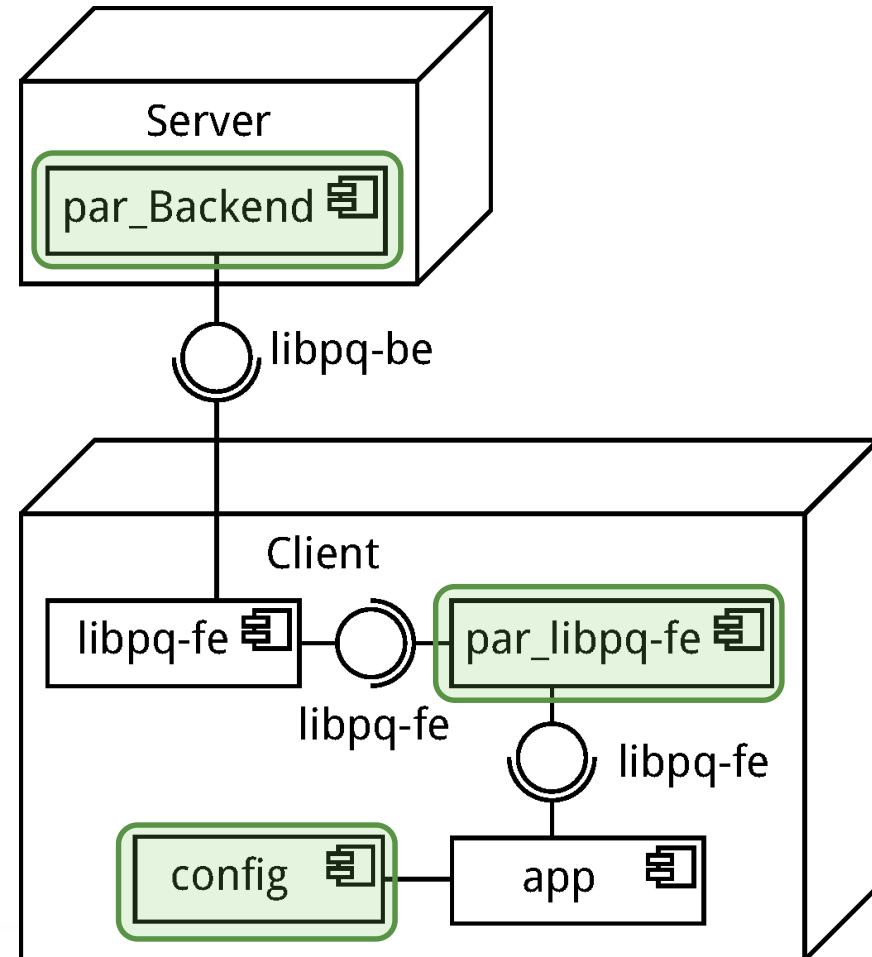 Server
par_Backend
libpq-be
Client
libpq-fe
par_libpq-fe
libpq-fe
libpq-fe
config
app